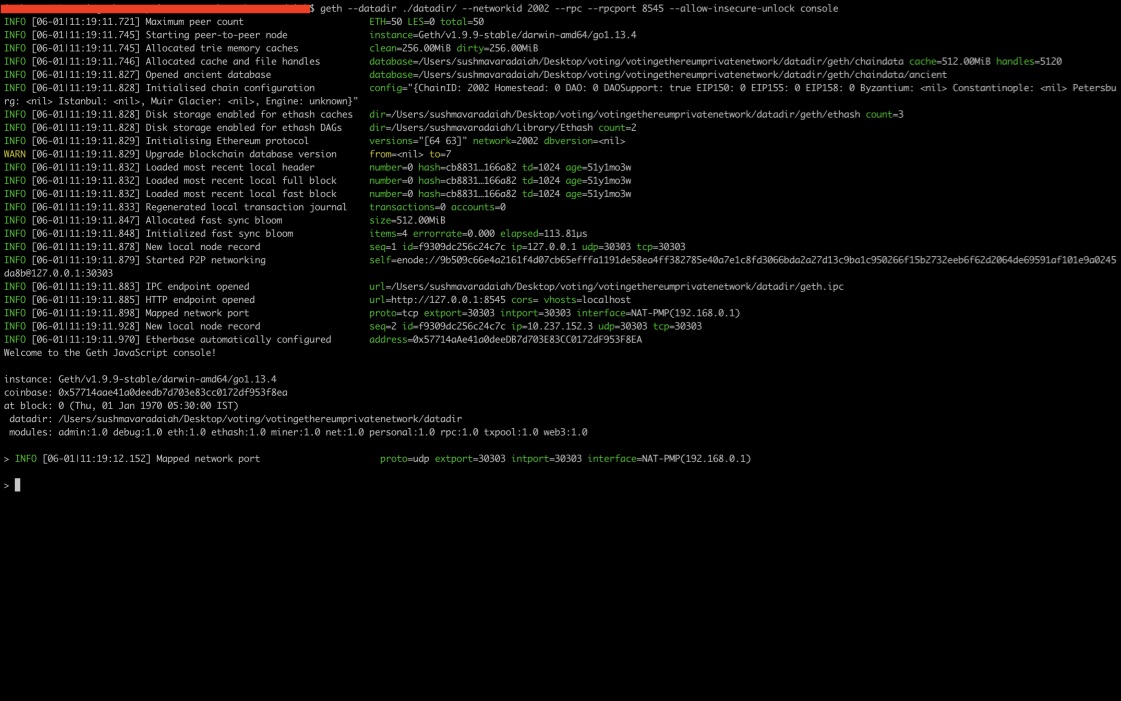 $ geth --datadir ./datadir/ --networkid 2002 --rpc --rpcport 8545 --allow-insecure-unlock console
INFO [06-01|11:19:11.721] Maximum peer count ETH=50 LES=0 total=50
INFO [06-01|11:19:11.745] Starting peer-to-peer node instance=Geth/v1.9.9-stable/darwin-amd64/go1.13.4
INFO [06-01|11:19:11.745] Allocated trie memory caches clean=256.00MiB dirty=256.00MiB
INFO [06-01|11:19:11.746] Allocated cache and file handles database=/Users/sushmavaradaiah/Desktop/voting/votingethereumprivatenetwork/datadir/geth/chaindata cache=512.00MiB handles=5120
INFO [06-01|11:19:11.827] Opened ancient database database=/Users/sushmavaradaiah/Desktop/voting/votingethereumprivatenetwork/datadir/geth/chaindata/ancient
INFO [06-01|11:19:11.828] Initialised chain configuration config="{ChainID: 2002 Homestead: 0 DAO: 0 DAOSupport: true EIP150: 0 EIP155: 0 EIP158: 0 Byzantium: <nil> Constantinople: <nil> Petersbu
rg: <nil> Istanbul: <nil>, Muir Glacier: <nil>, Engine: unknown}"
INFO [06-01|11:19:11.828] Disk storage enabled for ethash caches dir=/Users/sushmavaradaiah/Desktop/voting/votingethereumprivatenetwork/datadir/geth/ethash count=3
INFO [06-01|11:19:11.828] Disk storage enabled for ethash DAGs dir=/Users/sushmavaradaiah/Library/Ethash count=2
INFO [06-01|11:19:11.829] Initialising Ethereum protocol versions="[64 63]" network=2002 dbversion=<nil>
WARN [06-01|11:19:11.829] Upgrade blockchain database version from=<nil> to=7
INFO [06-01|11:19:11.832] Loaded most recent local header number=0 hash=cb8831…166a82 td=1024 age=51y1mo3w
INFO [06-01|11:19:11.832] Loaded most recent local full block number=0 hash=cb8831…166a82 td=1024 age=51y1mo3w
INFO [06-01|11:19:11.832] Loaded most recent local fast block number=0 hash=cb8831…166a82 td=1024 age=51y1mo3w
INFO [06-01|11:19:11.833] Regenerated local transaction journal transactions=0 accounts=0
INFO [06-01|11:19:11.847] Allocated fast sync bloom size=512.00MiB
INFO [06-01|11:19:11.848] Initialized fast sync bloom items=4 errorrate=0.000 elapsed=113.81µs
INFO [06-01|11:19:11.878] New local node record seq=1 id=f9309dc256c24c7c ip=127.0.0.1 udp=30303 tcp=30303
INFO [06-01|11:19:11.879] Started P2P networking self=enode://9b509c66e4a2161f4d07cb65efffa1191de58ea4ff382785e40a7e1c8fd3066bda2a27d13c9ba1c950266f15b2732eeb6f62d2064de69591af101e9a0245
da8b@127.0.0.1:30303
INFO [06-01|11:19:11.883] IPC endpoint opened url=/Users/sushmavaradaiah/Desktop/voting/votingethereumprivatenetwork/datadir/geth.ipc
INFO [06-01|11:19:11.885] HTTP endpoint opened url=http://127.0.0.1:8545 cors= vhosts=localhost
INFO [06-01|11:19:11.898] Mapped network port proto=tcp extport=30303 intport=30303 interface=NAT-PMP(192.168.0.1)
INFO [06-01|11:19:11.928] New local node record seq=2 id=f9309dc256c24c7c ip=10.237.152.3 udp=30303 tcp=30303
INFO [06-01|11:19:11.970] Etherbase automatically configured address=0x57714aAe41a0deeDB7d703E83CC0172dF953F8EA
Welcome to the Geth JavaScript console!
instance: Geth/v1.9.9-stable/darwin-amd64/go1.13.4
coinbase: 0x57714aae41a0deedb7d703e83cc0172df953f8ea
at block: 0 (Thu, 01 Jan 1970 05:30:00 IST)
datadir: /Users/sushmavaradaiah/Desktop/voting/votingethereumprivatenetwork/datadir
modules: admin:1.0 debug:1.0 eth:1.0 ethash:1.0 miner:1.0 net:1.0 personal:1.0 rpc:1.0 txpool:1.0 web3:1.0
> INFO [06-01|11:19:12.152] Mapped network port proto=udp extport=30303 intport=30303 interface=NAT-PMP(192.168.0.1)
>